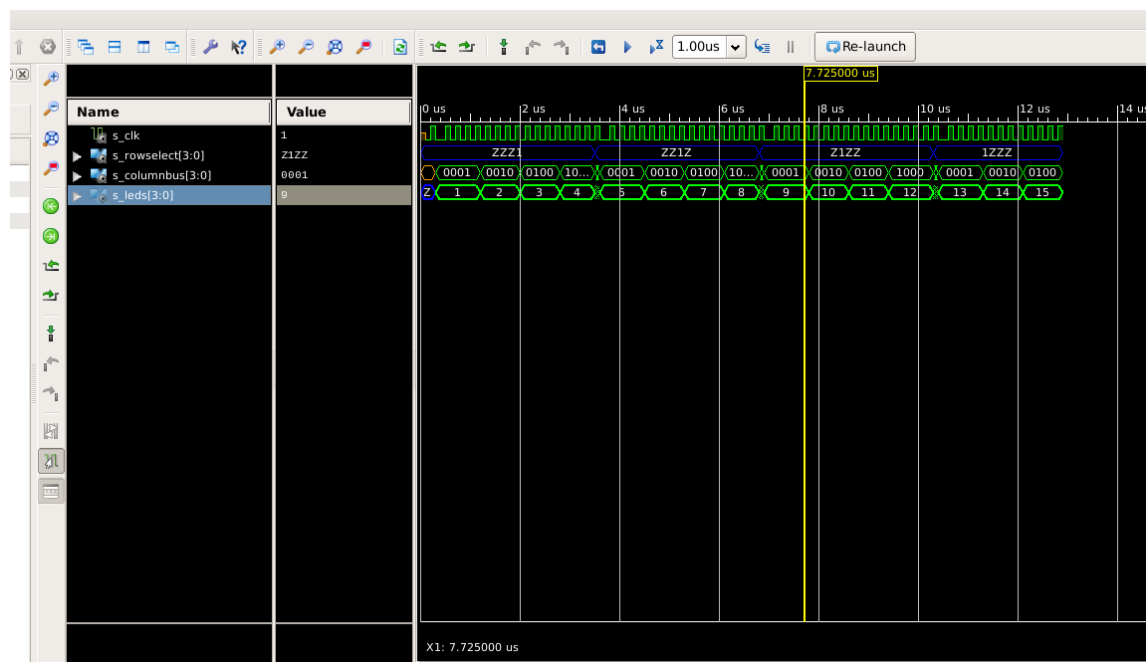 1.00us
Re-launch
7.725000 us
Name Value
0 us 2 us 4 us 6 us 8 us 10 us 12 us 14 us
s_clk 1
s_rowselect[3:0] Z1ZZ ZZZ1 ZZ1Z Z1ZZ 1ZZZ
s_columnbus[3:0] 0001 0001 0010 0100 10... 0001 0010 0100 10... 0001 0010 0100 1000 0001 0010 0100
s_leds[3:0] 9 Z 1 2 3 4 5 6 7 8 9 10 11 12 13 14 15
X1: 7.725000 us